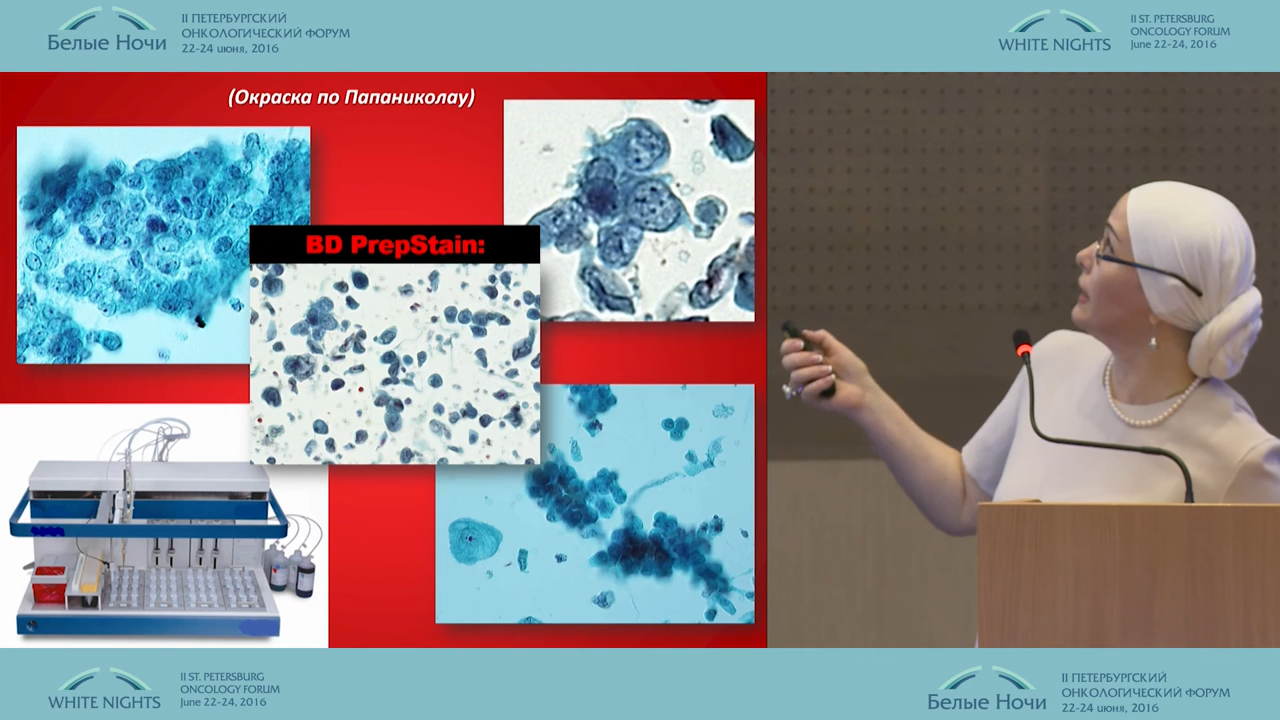 Белые Ночи
II ПЕТЕРБУРГСКИЙ
ОНКОЛОГИЧЕСКИЙ ФОРУМ
22-24 июня, 2016
WHITE NIGHTS
II ST. PETERSBURG
ONCOLOGY FORUM
June 22-24, 2016
(Окраска по Папаниколау)
BD PrepStain:
WHITE NIGHTS
II ST. PETERSBURG
ONCOLOGY FORUM
June 22-24, 2016
Белые Ночи
II ПЕТЕРБУРГСКИЙ
ОНКОЛОГИЧЕСКИЙ ФОРУМ
22-24 июня, 2016